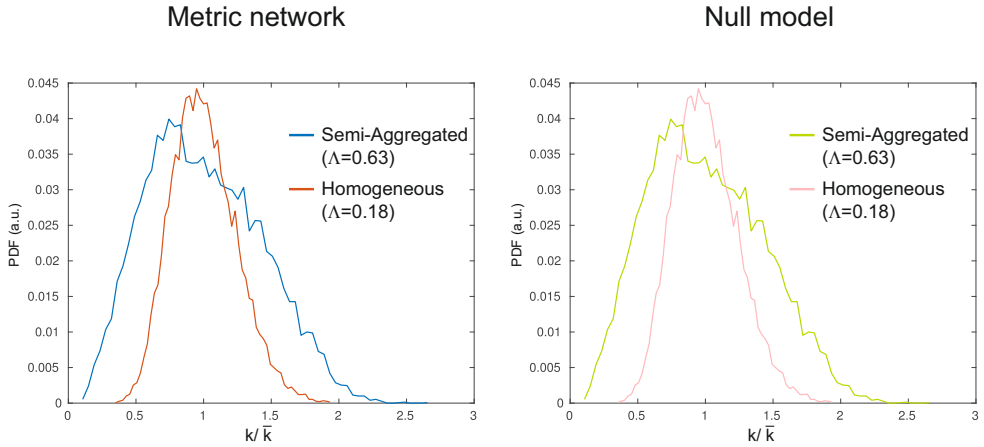 Metric network
Null model
0.045
0.04
0.035
0.03
0.025
0.02
0.015
0.01
0.005
0
PDF (a.u.)
0
0.5
1
1.5
2
2.5
3
k/ k̅
Semi-Aggregated
(Λ=0.63)
Homogeneous
(Λ=0.18)
0.045
0.04
0.035
0.03
0.025
0.02
0.015
0.01
0.005
0
PDF (a.u.)
0
0.5
1
1.5
2
2.5
3
k/ k̅
Semi-Aggregated
(Λ=0.63)
Homogeneous
(Λ=0.18)